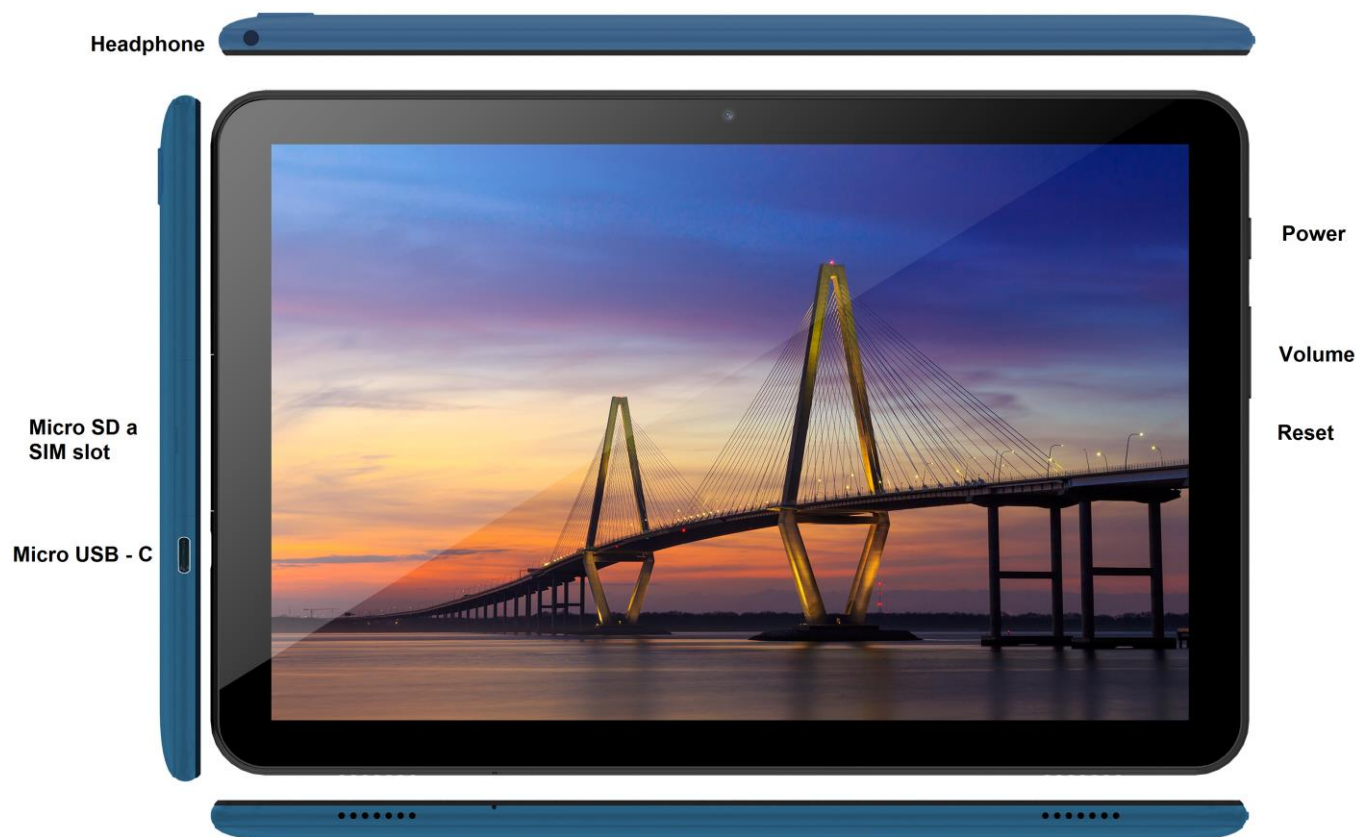 Headphone
Power
Volume
Micro SD a
SIM slot
Reset
Micro USB - C